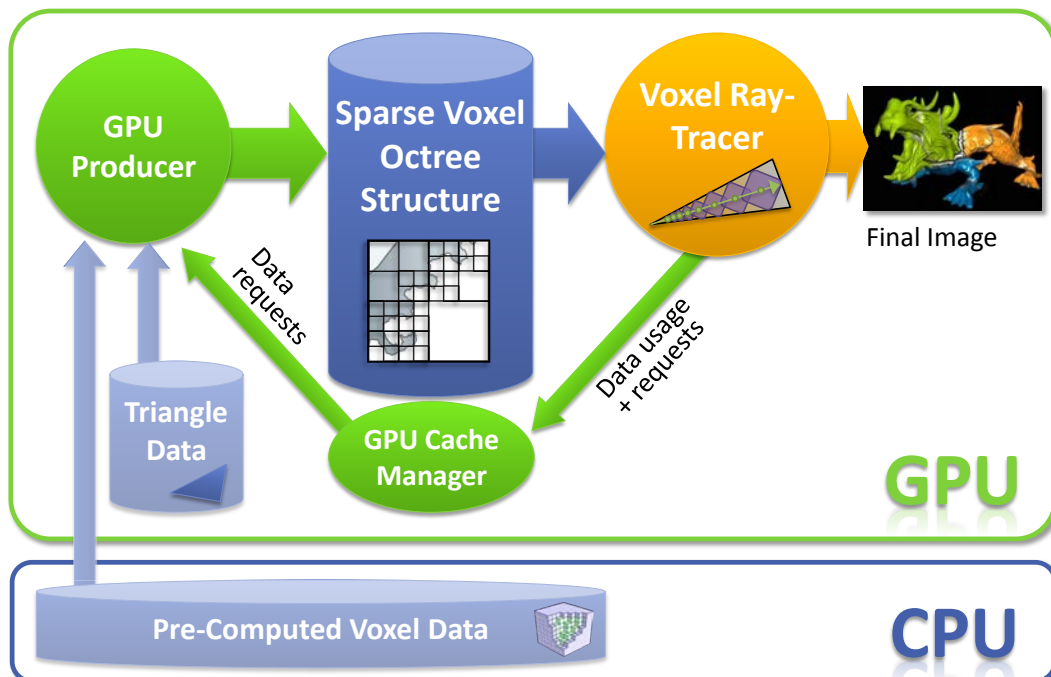 GPU
Producer
Sparse Voxel
Octree
Structure
Voxel Ray-
Tracer
Final Image
Data
requests
Data usage
+ requests
Triangle
Data
GPU Cache
Manager
GPU
Pre-Computed Voxel Data
CPU